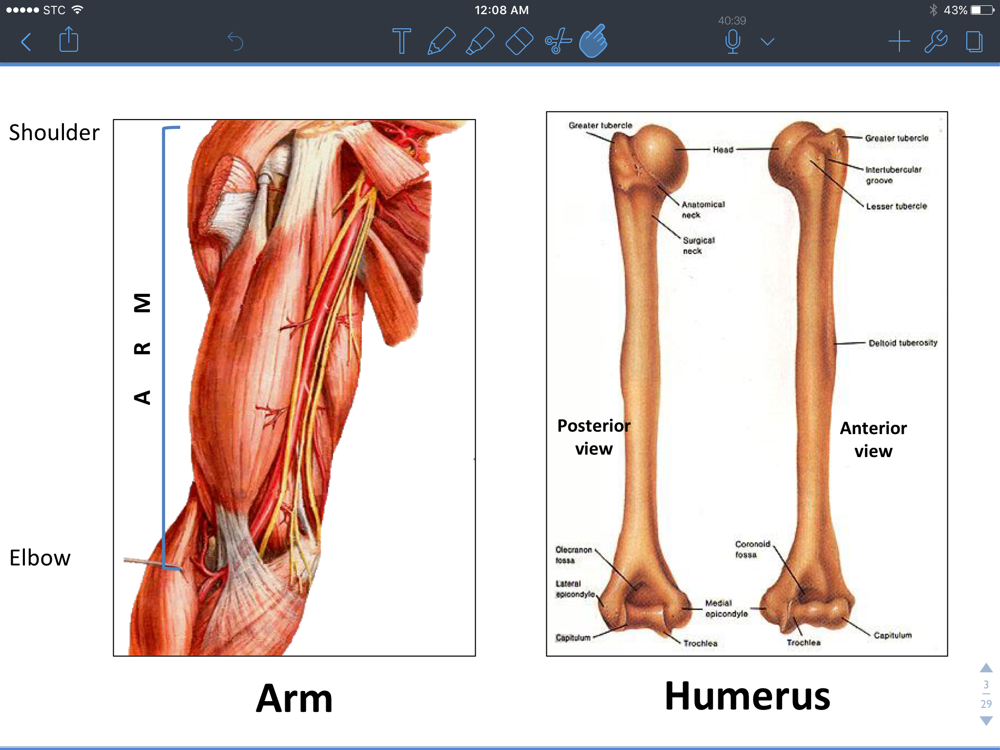 STC
12:08 AM
43%
40:39
T
Shoulder
A R M
Elbow
Arm
Greater tubercle
Head
Greater tubercle
Intertubercular
groove
Lesser tubercle
Anatomical
neck
Surgical
neck
Deltoid tuberosity
Posterior
view
Anterior
view
Olecranon
fossa
Coronoid
fossa
Lateral
epicondyle
Medial
epicondyle
Capitulum
Trochlea
Trochlea
Capitulum
Humerus
3
29